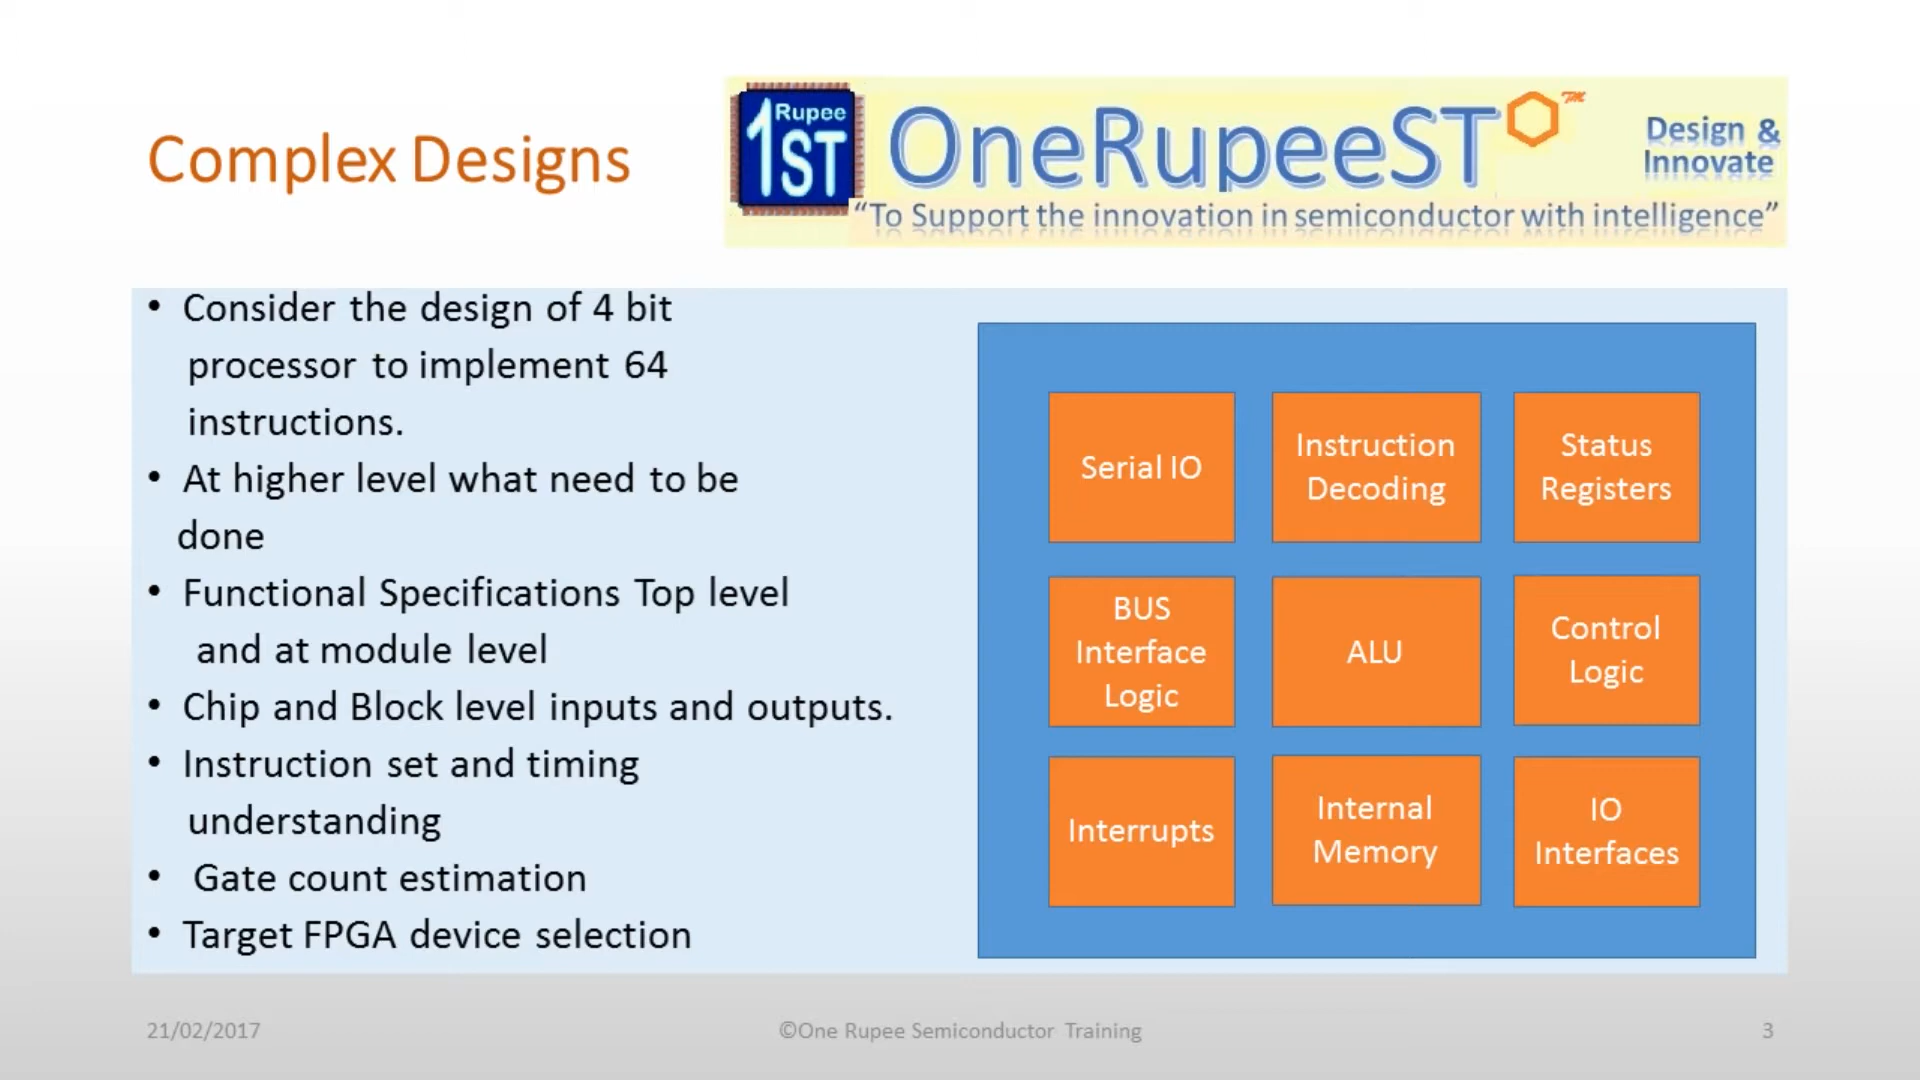 Complex Designs
Rupee
1ST
OneRupeeST™
Design &
Innovate
“To Support the innovation in semiconductor with intelligence”
• Consider the design of 4 bit
processor to implement 64
instructions.
• At higher level what need to be
done
• Functional Specifications Top level
and at module level
• Chip and Block level inputs and outputs.
• Instruction set and timing
understanding
• Gate count estimation
• Target FPGA device selection
Serial IO
Instruction
Decoding
Status
Registers
BUS
Interface
Logic
ALU
Control
Logic
Interrupts
Internal
Memory
IO
Interfaces
21/02/2017
©One Rupee Semiconductor Training
3